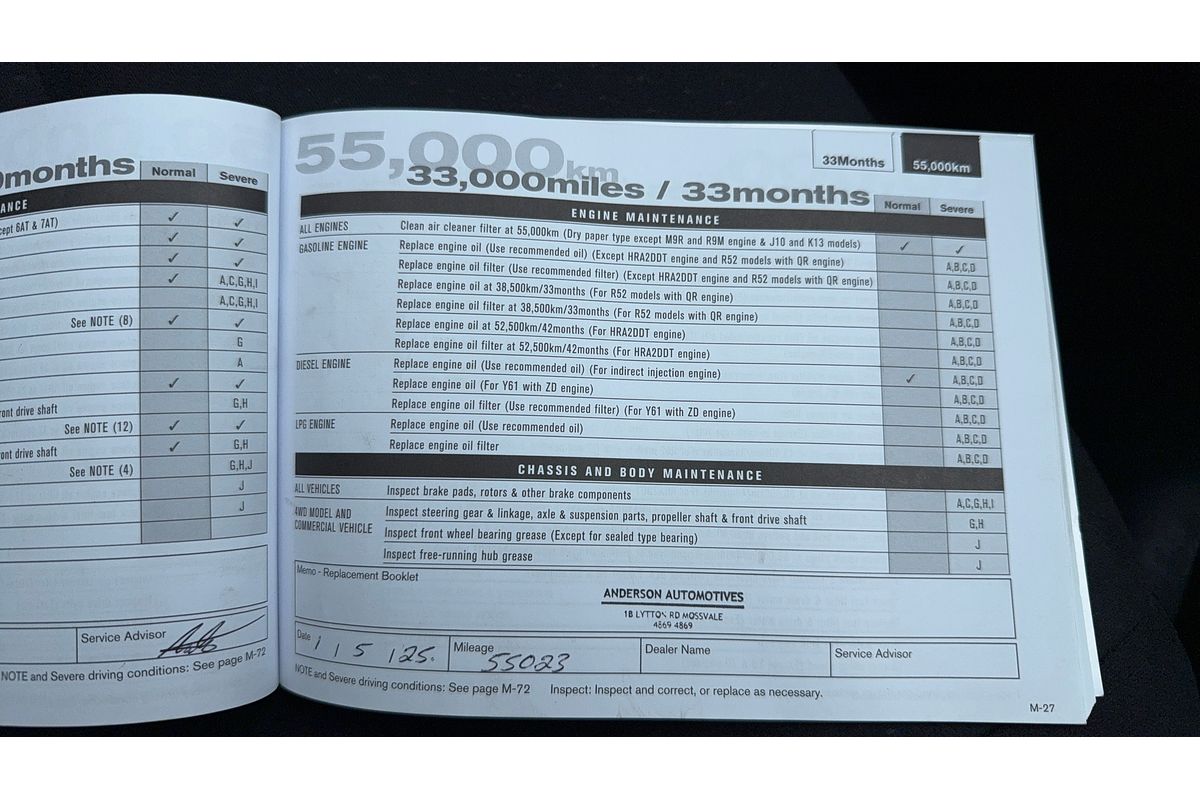 0months
Normal
Severe
ANCE
cept 6AT & 7AT)
✓ ✓
✓ ✓
✓ ✓
✓ A,C,G,H,I
A,C,G,H,I
See NOTE (8) ✓ ✓
G
A
✓ ✓
ront drive shaft G,H
See NOTE (12) ✓ ✓
ont drive shaft ✓ G,H
See NOTE (4) G,H,J
J
J
Service Advisor
NOTE and Severe driving conditions: See page M-72
55,000km
33,000miles / 33months
33Months
55,000km
Normal Severe
ENGINE MAINTENANCE
ALL ENGINES Clean air cleaner filter at 55,000km (Dry paper type except M9R and R9M engine & J10 and K13 models) ✓ ✓
GASOLINE ENGINE Replace engine oil (Use recommended oil) (Except HRA2DDT engine and R52 models with QR engine) A,B,C,D
Replace engine oil filter (Use recommended filter) (Except HRA2DDT engine and R52 models with QR engine) A,B,C,D
Replace engine oil at 38,500km/33months (For R52 models with QR engine) A,B,C,D
Replace engine oil filter at 38,500km/33months (For R52 models with QR engine) A,B,C,D
Replace engine oil at 52,500km/42months (For HRA2DDT engine) A,B,C,D
Replace engine oil filter at 52,500km/42months (For HRA2DDT engine) A,B,C,D
DIESEL ENGINE Replace engine oil (Use recommended oil) (For indirect injection engine) ✓ A,B,C,D
Replace engine oil (For Y61 with ZD engine) A,B,C,D
Replace engine oil filter (Use recommended filter) (For Y61 with ZD engine) A,B,C,D
LPG ENGINE Replace engine oil (Use recommended oil) A,B,C,D
Replace engine oil filter A,B,C,D
CHASSIS AND BODY MAINTENANCE
ALL VEHICLES Inspect brake pads, rotors & other brake components A,C,G,H,I
4WD MODEL AND COMMERCIAL VEHICLE Inspect steering gear & linkage, axle & suspension parts, propeller shaft & front drive shaft G,H
Inspect front wheel bearing grease (Except for sealed type bearing) J
Inspect free-running hub grease J
Memo - Replacement Booklet
ANDERSON AUTOMOTIVES
1B LYTTON RD MOSSVALE
4869 4869
Date 1 / 5 / 25. Mileage 55023 Dealer Name Service Advisor
NOTE and Severe driving conditions: See page M-72 Inspect: Inspect and correct, or replace as necessary.
M-27